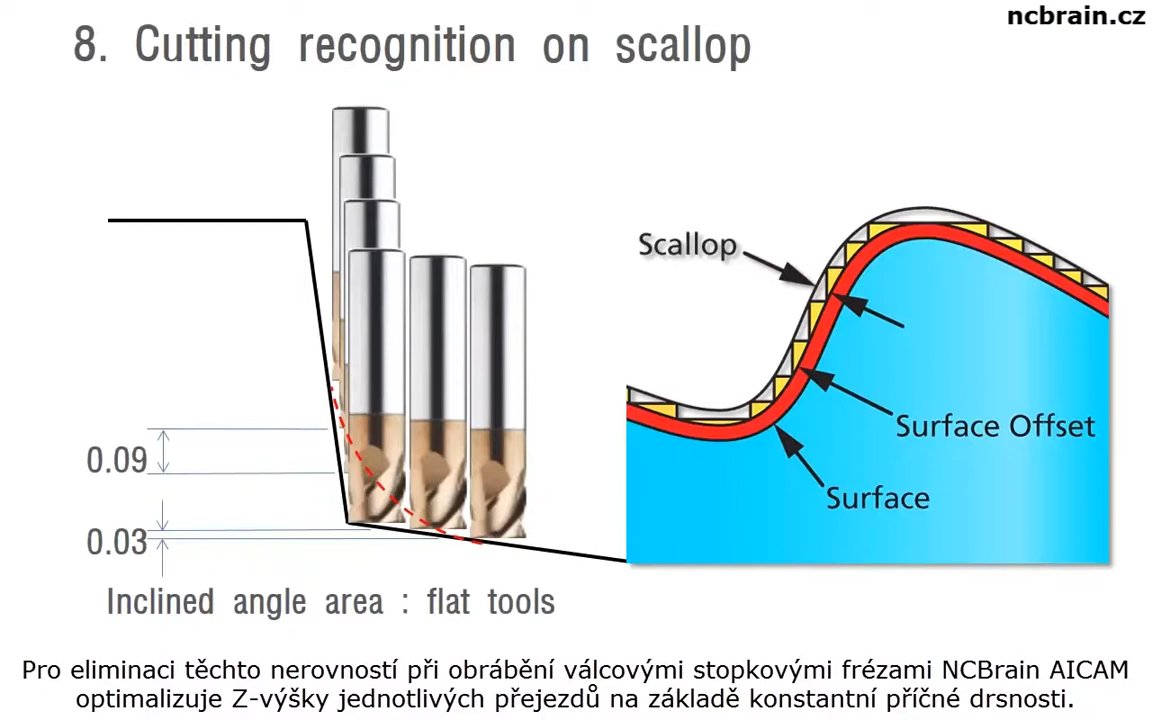 ncbrain.cz
8. Cutting recognition on scallop
Scallop
Surface Offset
Surface
0.09
0.03
Inclined angle area : flat tools
Pro eliminaci těchto nerovností při obrábění válcovými stopkovými frézami NCBrain AICAM
optimalizuje Z-výšky jednotlivých přejezdů na základě konstantní příčné drsnosti.